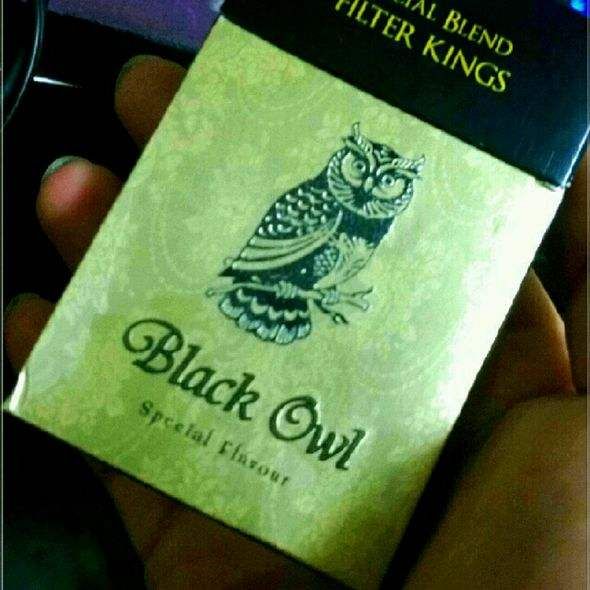 BLEND
FILTER KINGS
Black Owl
Special Flavour